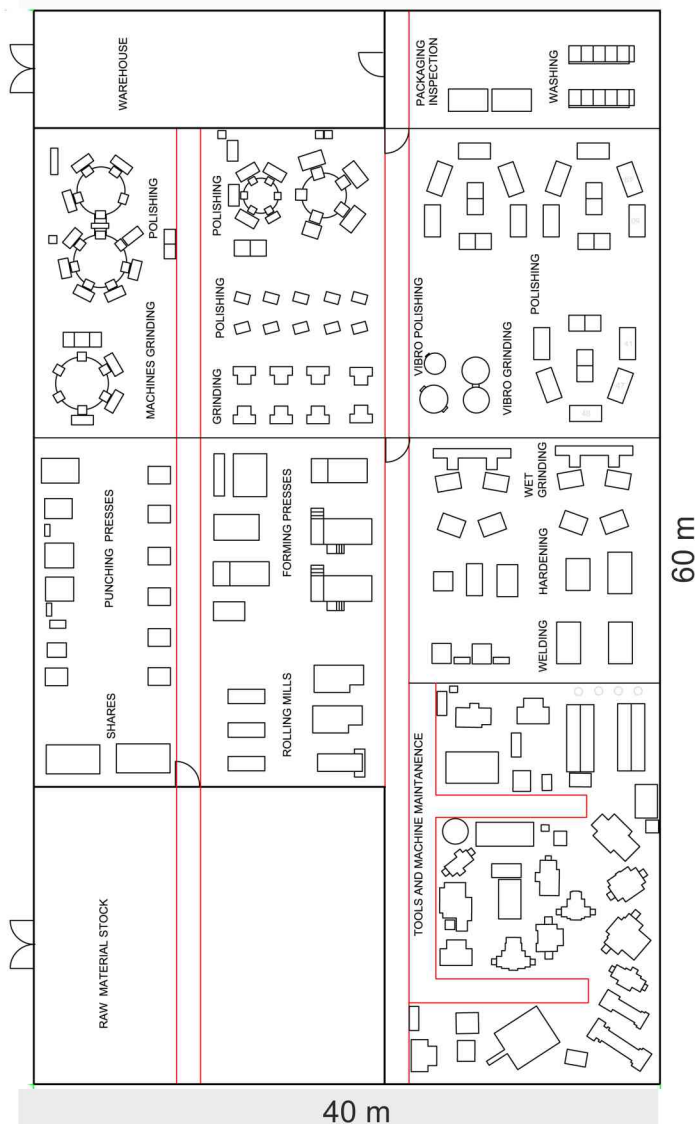 WAREHOUSE
PACKAGING
INSPECTION
WASHING
POLISHING
MACHINES GRINDING
POLISHING
POLISHING
GRINDING
VIBRO POLISHING
VIBRO GRINDING
POLISHING
PUNCHING PRESSES
SHARES
FORMING PRESSES
ROLLING MILLS
WET
GRINDING
HARDENING
WELDING
RAW MATERIAL STOCK
TOOLS AND MACHINE MAINTANENCE
60 m
40 m